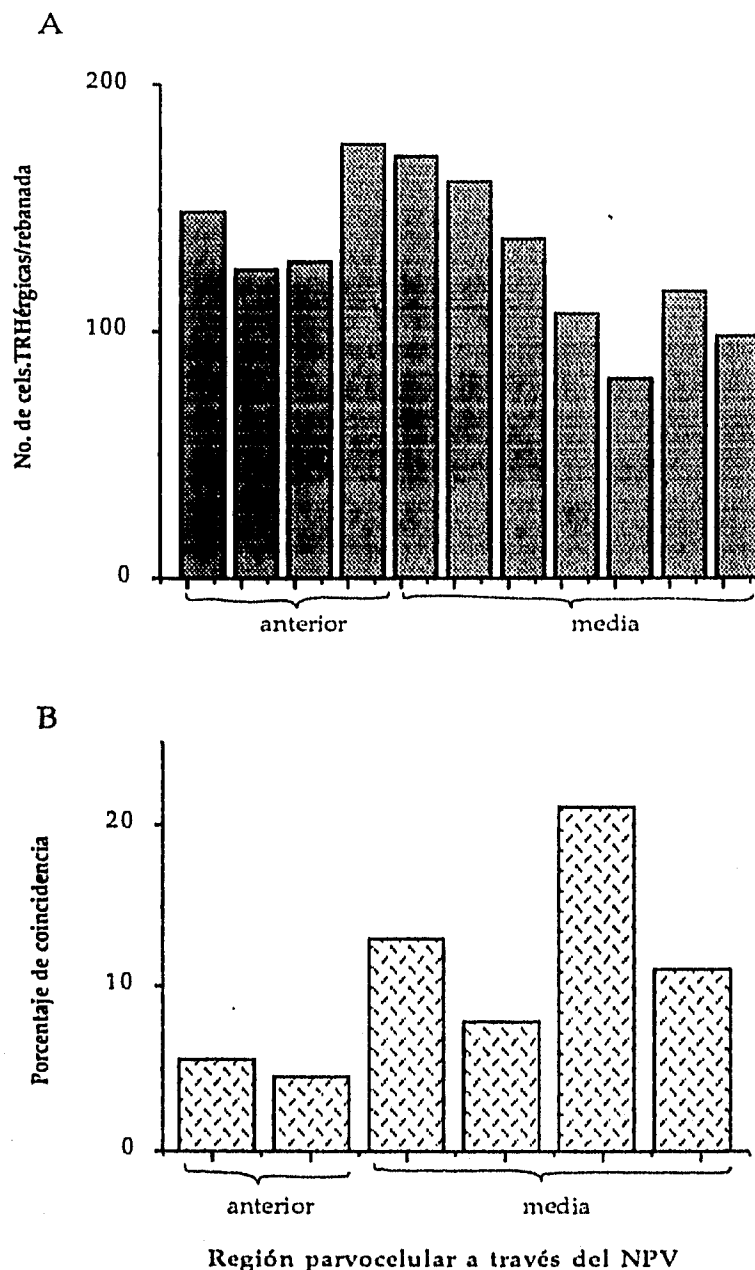 A
No. de cels.TRHérgicas/rebanada
200
100
0
anterior media
B
Porcentaje de coincidencia
20
10
0
anterior media
Región parvocelular a través del NPV